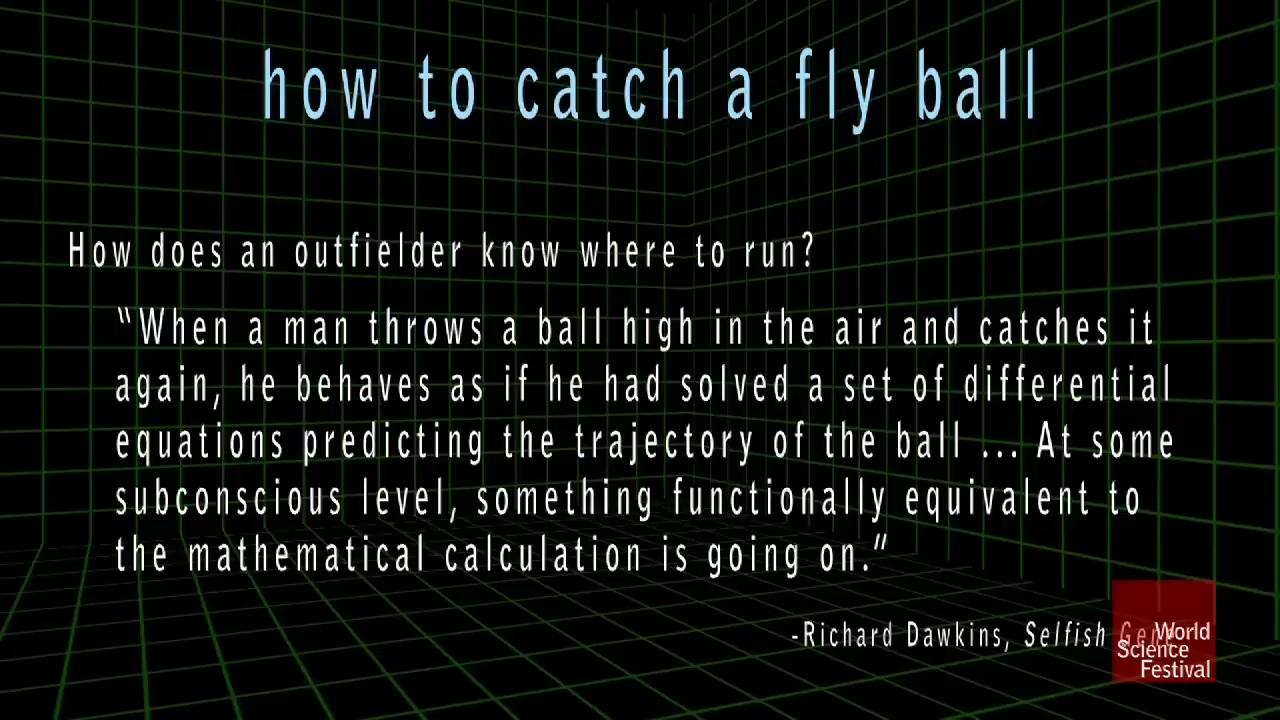 how to catch a fly ball
How does an outfielder know where to run?
“When a man throws a ball high in the air and catches it
again, he behaves as if he had solved a set of differential
equations predicting the trajectory of the ball ... At some
subconscious level, something functionally equivalent to
the mathematical calculation is going on.”
-Richard Dawkins, Selfish Gene
World
Science
Festival